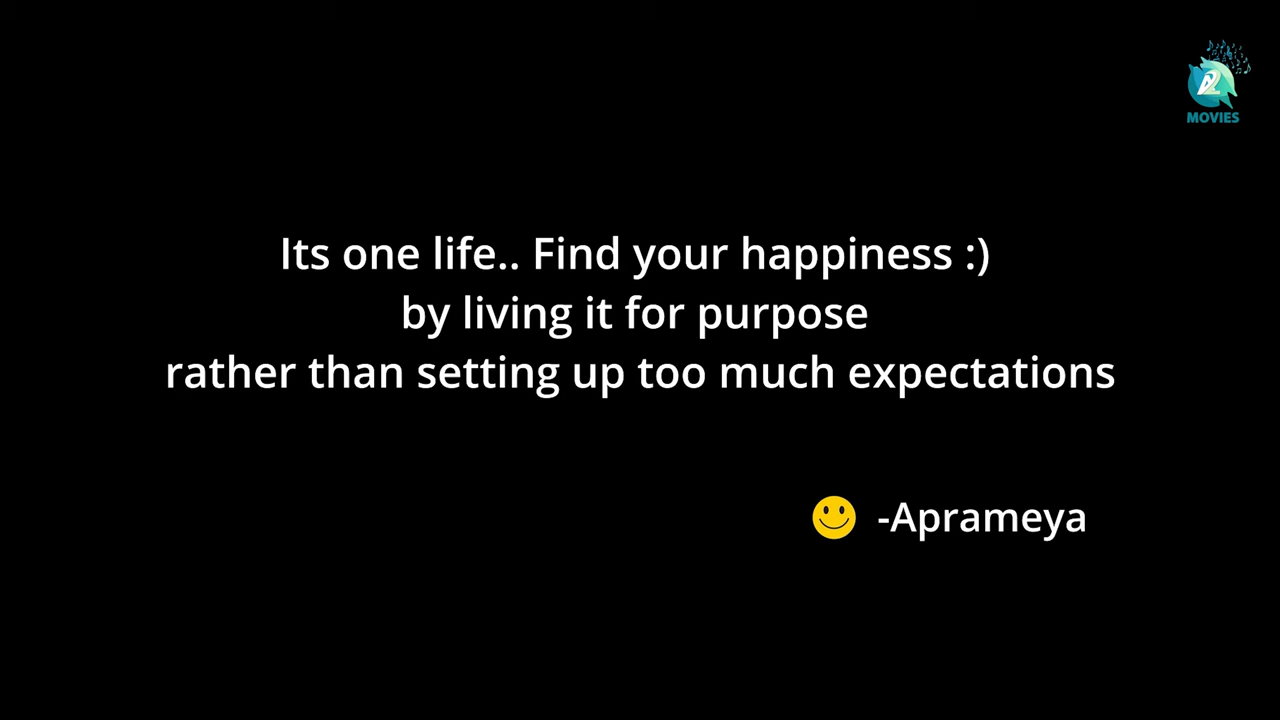 MOVIES
Its one life.. Find your happiness :)
by living it for purpose
rather than setting up too much expectations
-Aprameya